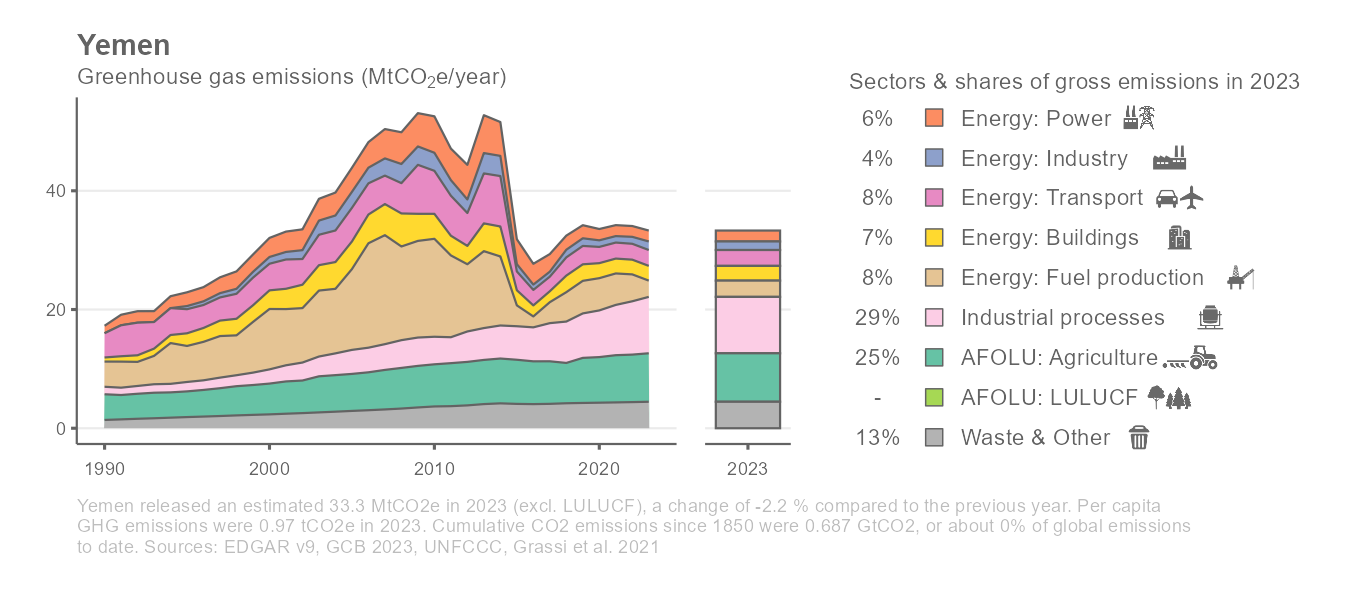 Yemen
Greenhouse gas emissions (MtCO₂e/year)
40
20
0
1990
2000
2010
2020
2023
Sectors & shares of gross emissions in 2023
6% Energy: Power
4% Energy: Industry
8% Energy: Transport
7% Energy: Buildings
8% Energy: Fuel production
29% Industrial processes
25% AFOLU: Agriculture
- AFOLU: LULUCF
13% Waste & Other
Yemen released an estimated 33.3 MtCO2e in 2023 (excl. LULUCF), a change of -2.2 % compared to the previous year. Per capita
GHG emissions were 0.97 tCO2e in 2023. Cumulative CO2 emissions since 1850 were 0.687 GtCO2, or about 0% of global emissions
to date. Sources: EDGAR v9, GCB 2023, UNFCCC, Grassi et al. 2021